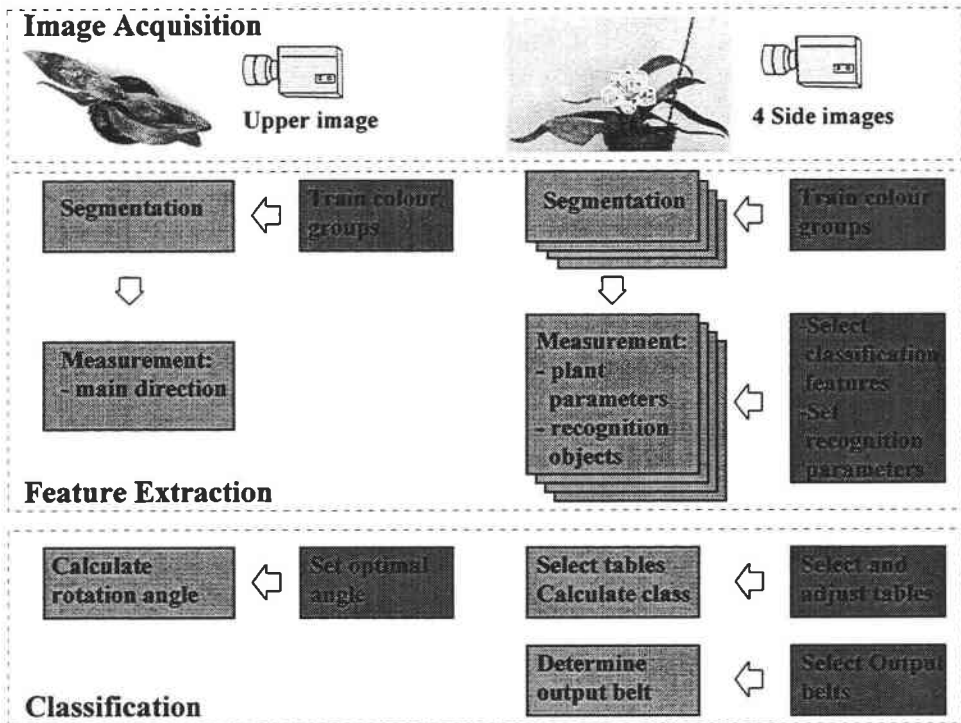 Image Acquisition
Upper image
4 Side images
Segmentation
Train colour
groups
Segmentation
Train colour
groups
Measurement:
- main direction
Measurement:
- plant
parameters
- recognition
objects
-Select
classification
features
-Set
recognition
parameters
Feature Extraction
Calculate
rotation angle
Set optimal
angle
Select tables
Calculate class
Select and
adjust tables
Determine
output belt
Select Output
belts
Classification